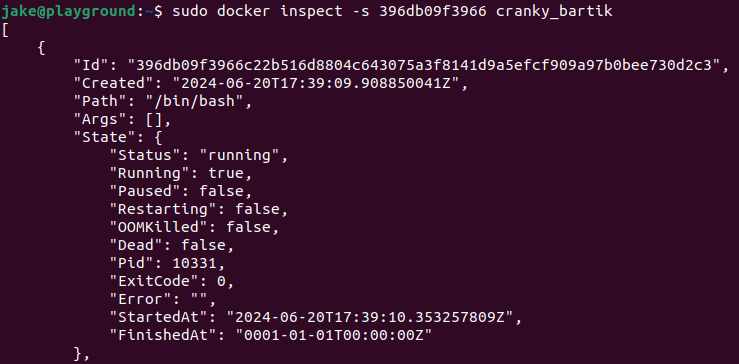 jake@playground:~$ sudo docker inspect -s 396db09f3966 cranky_bartik
[
    {
        "Id": "396db09f3966c22b516d8804c643075a3f8141d9a5efcf909a97b0bee730d2c3",
        "Created": "2024-06-20T17:39:09.908850041Z",
        "Path": "/bin/bash",
        "Args": [],
        "State": {
            "Status": "running",
            "Running": true,
            "Paused": false,
            "Restarting": false,
            "OOMKilled": false,
            "Dead": false,
            "Pid": 10331,
            "ExitCode": 0,
            "Error": "",
            "StartedAt": "2024-06-20T17:39:10.353257809Z",
            "FinishedAt": "0001-01-01T00:00:00Z"
        },